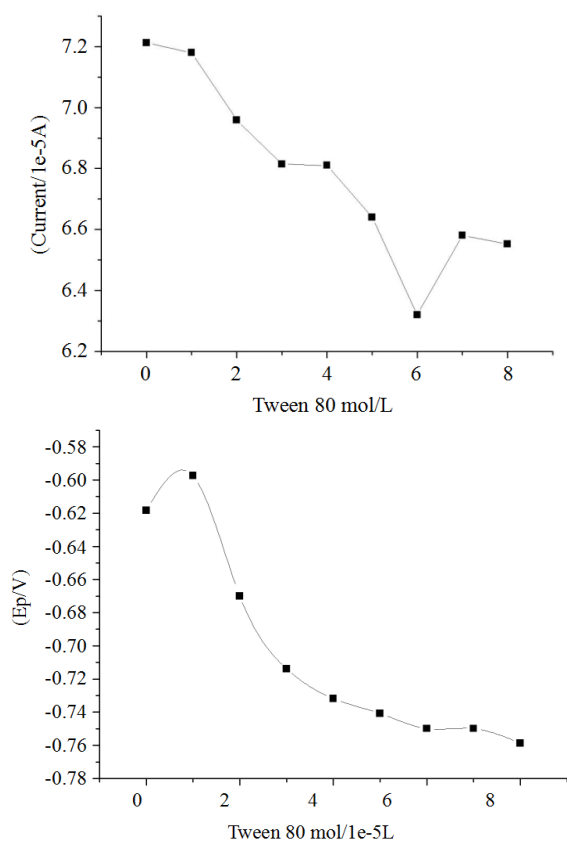 (Current/1e-5A)
7.2
7.0
6.8
6.6
6.4
6.2
0 2 4 6 8
Tween 80 mol/L
(Ep/V)
-0.58
-0.60
-0.62
-0.64
-0.66
-0.68
-0.70
-0.72
-0.74
-0.76
-0.78
0 2 4 6 8
Tween 80 mol/1e-5L